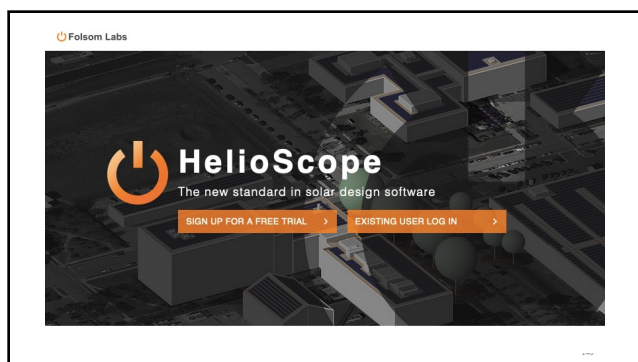 Folsom Labs
HelioScope
The new standard in solar design software
SIGN UP FOR A FREE TRIAL >
EXISTING USER LOG IN >